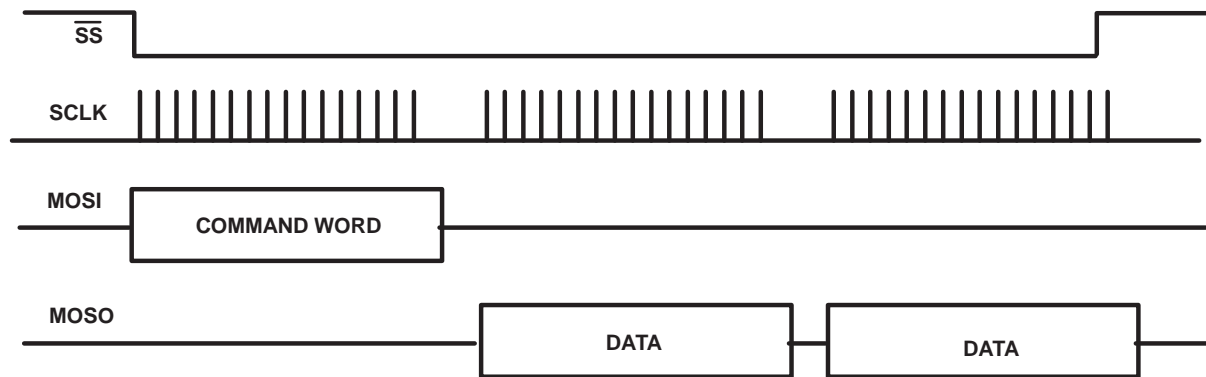 SS
SCLK
MOSI
COMMAND WORD
MOSO
DATA
DATA